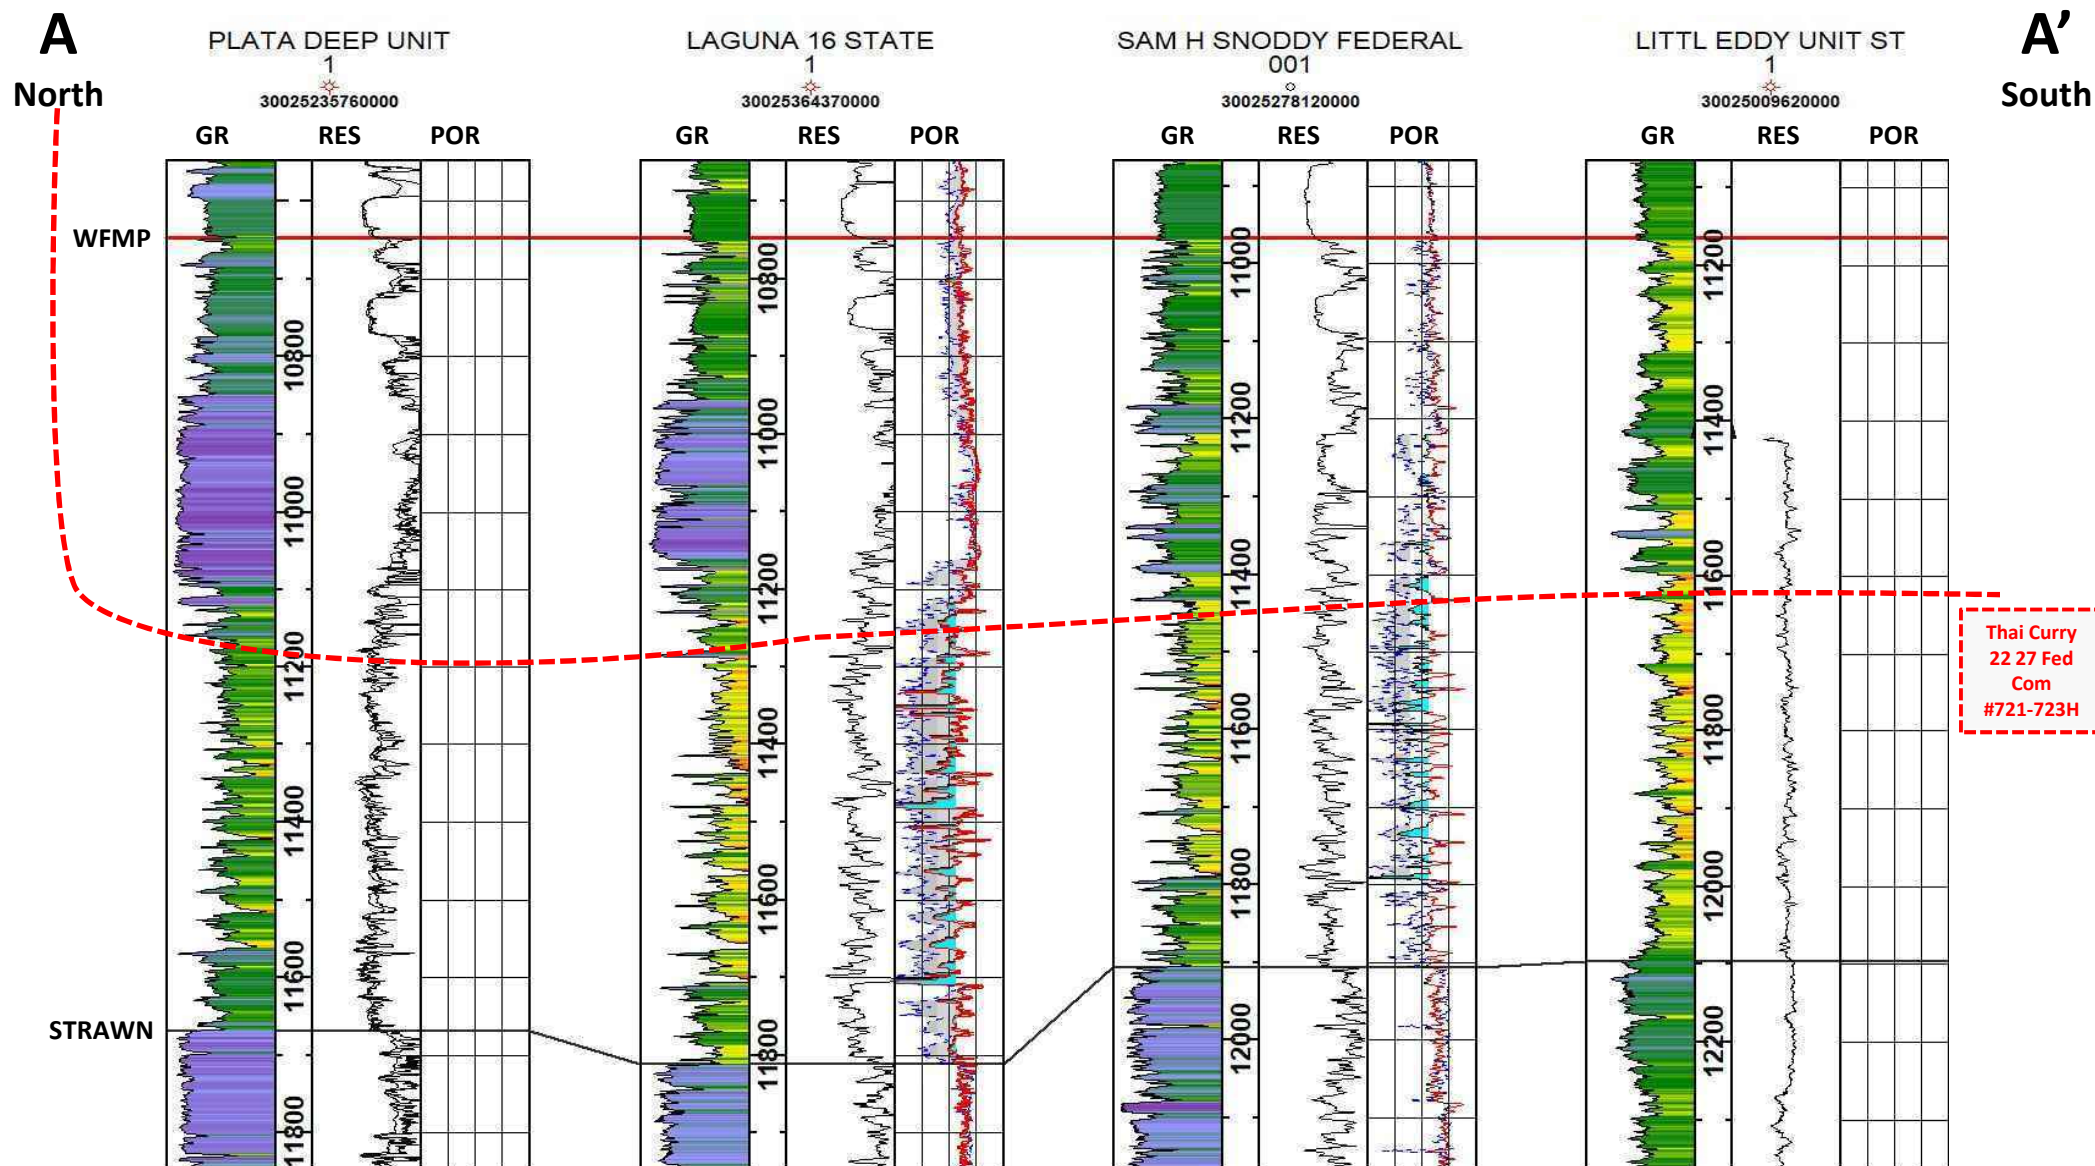 A
North
PLATA DEEP UNIT
1
30025235760000
GR RES POR
LAGUNA 16 STATE
1
30025364370000
GR RES POR
SAM H SNODDY FEDERAL
001
30025278120000
GR RES POR
LITTL EDDY UNIT ST
1
30025009620000
GR RES POR
A'
South
WFMP
STRAWN
10800
11000
11200
11400
11600
11800
10800
11000
11200
11400
11600
11800
11000
11200
11400
11600
11800
12000
11200
11400
11600
11800
12000
12200
Thai Curry
22 27 Fed
Com
#721-723H